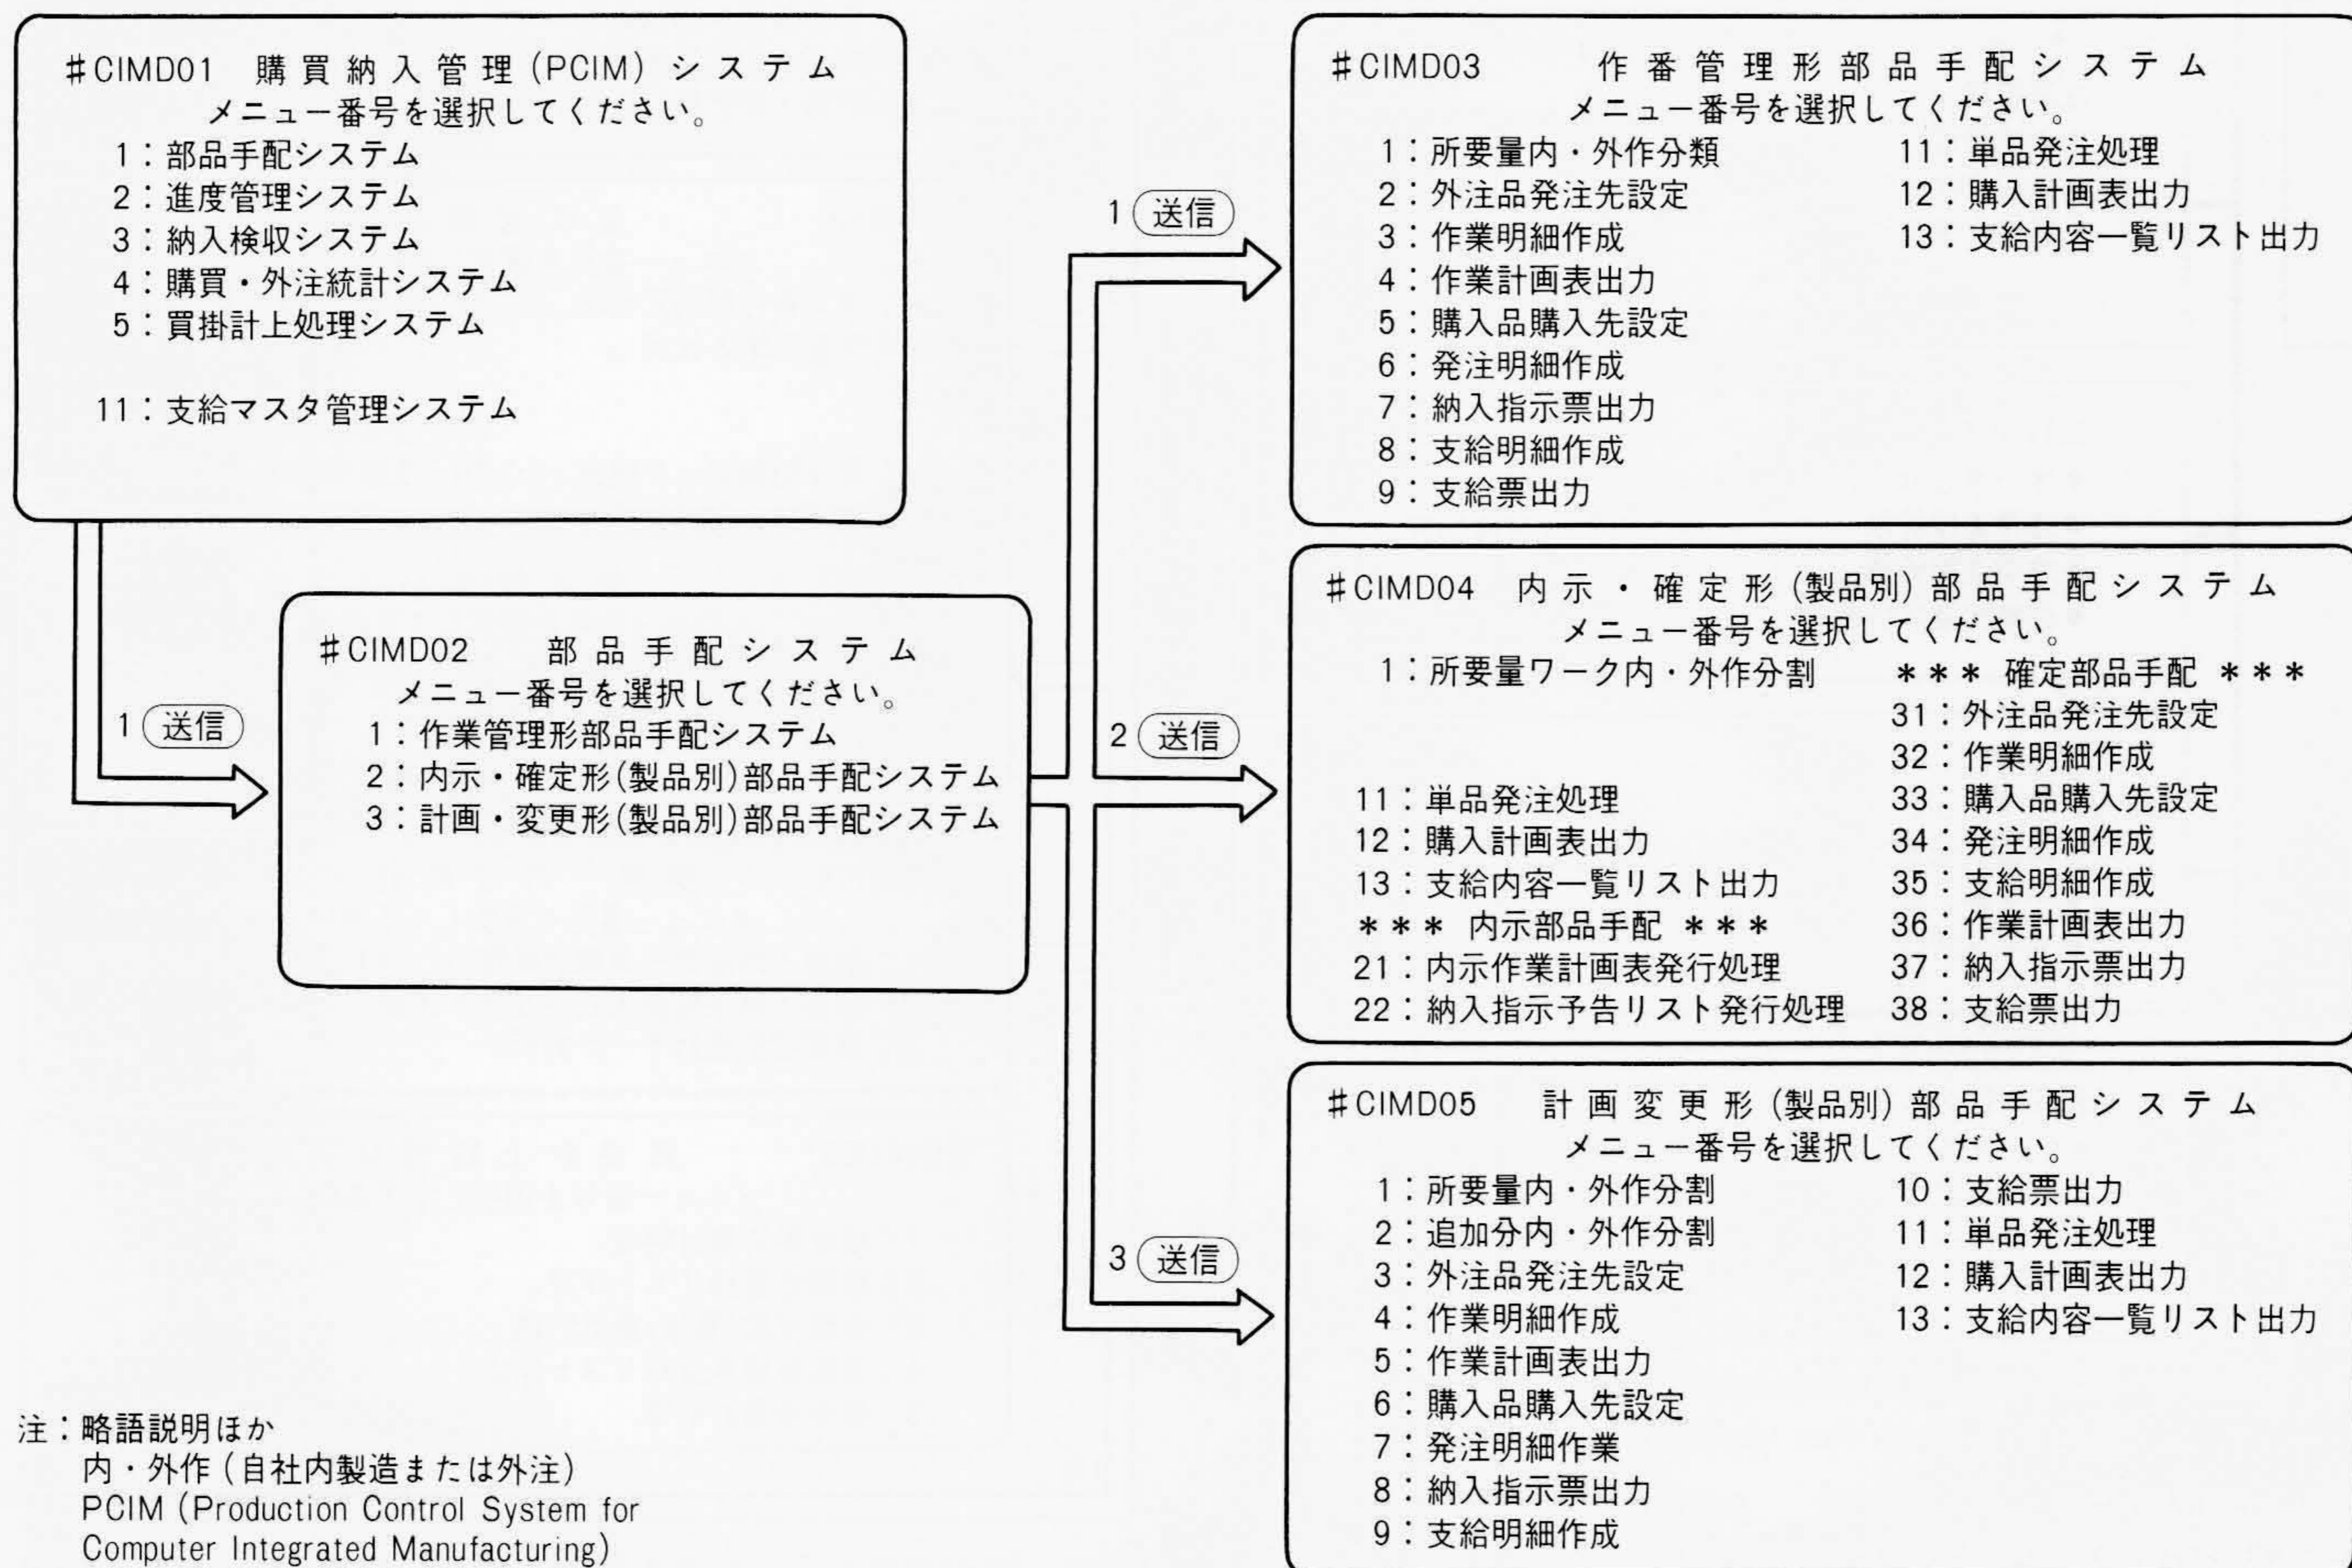 #CIMD01 購買納入管理(PCIM)システム
メニュー番号を選択してください。
1:部品手配システム
2:進度管理システム
3:納入検収システム
4:購買・外注統計システム
5:買掛計上処理システム
11:支給マスタ管理システム
1 送信
#CIMD02 部品手配システム
メニュー番号を選択してください。
1:作業管理形部品手配システム
2:内示・確定形(製品別)部品手配システム
3:計画・変更形(製品別)部品手配システム
1 送信
#CIMD03 作番管理形部品手配システム
メニュー番号を選択してください。
1:所要量内・外作分類
2:外注品発注先設定
3:作業明細作成
4:作業計画表出力
5:購入品購入先設定
6:発注明細作成
7:納入指示票出力
8:支給明細作成
9:支給票出力
11:単品発注処理
12:購入計画表出力
13:支給内容一覧リスト出力
2 送信
#CIMD04 内示・確定形(製品別)部品手配システム
メニュー番号を選択してください。
1:所要量ワーク内・外作分割
11:単品発注処理
12:購入計画表出力
13:支給内容一覧リスト出力
*** 内示部品手配 ***
21:内示作業計画表発行処理
22:納入指示予告リスト発行処理
*** 確定部品手配 ***
31:外注品発注先設定
32:作業明細作成
33:購入品購入先設定
34:発注明細作成
35:支給明細作成
36:作業計画表出力
37:納入指示票出力
38:支給票出力
3 送信
#CIMD05 計画変更形(製品別)部品手配システム
メニュー番号を選択してください。
1:所要量内・外作分割
2:追加分内・外作分割
3:外注品発注先設定
4:作業明細作成
5:作業計画表出力
6:購入品購入先設定
7:発注明細作業
8:納入指示票出力
9:支給明細作成
10:支給票出力
11:単品発注処理
12:購入計画表出力
13:支給内容一覧リスト出力
注:略語説明ほか
内・外作(自社内製造または外注)
PCIM (Production Control System for
Computer Integrated Manufacturing)